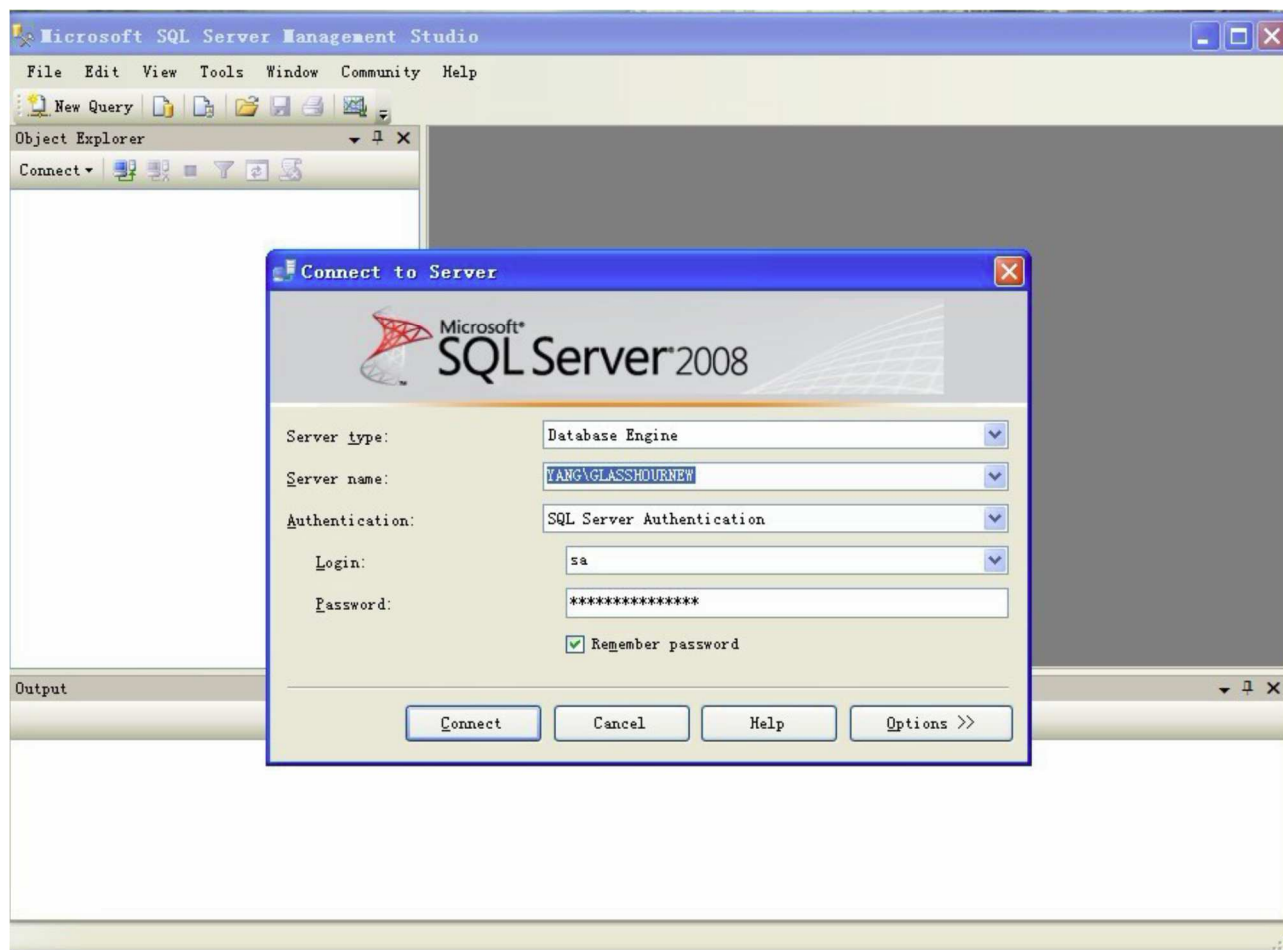 Microsoft SQL Server Management Studio
File Edit View Tools Window Community Help
New Query
Object Explorer
Connect
Connect to Server
Microsoft®
SQL Server® 2008
Server type: Database Engine
Server name: YANG\GLASSHOURNEW
Authentication: SQL Server Authentication
Login: sa
Password: ***************
Remember password
Output
Connect Cancel Help Options >>